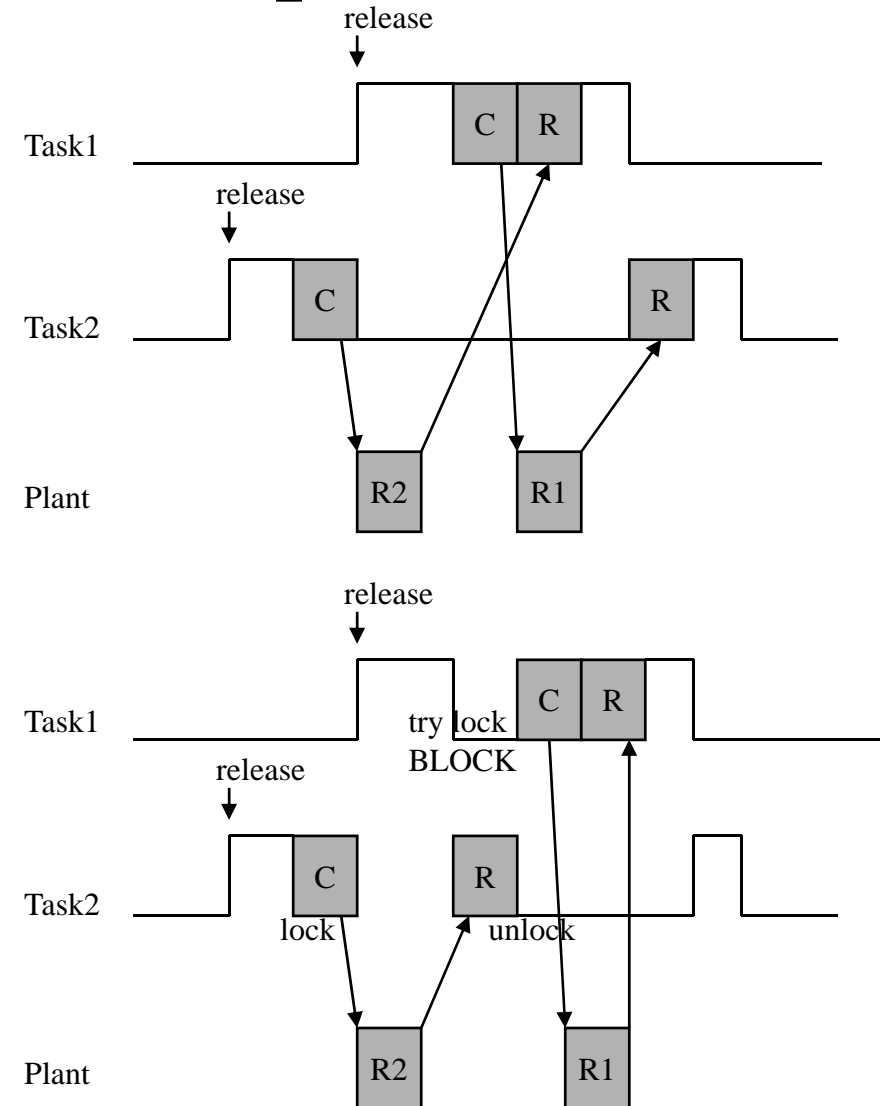 release
C R
Task1
release
C R
Task2
R2 R1
Plant
release
C R
Task1
try lock
BLOCK
release
C R
Task2
lock unlock
R2 R1
Plant